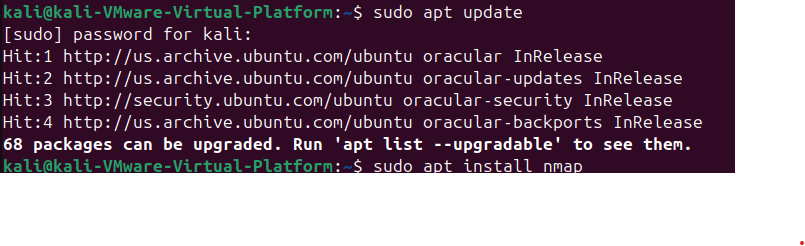 kali@kali-VMware-Virtual-Platform:~$ sudo apt update
[sudo] password for kali:
Hit:1 http://us.archive.ubuntu.com/ubuntu oracular InRelease
Hit:2 http://us.archive.ubuntu.com/ubuntu oracular-updates InRelease
Hit:3 http://security.ubuntu.com/ubuntu oracular-security InRelease
Hit:4 http://us.archive.ubuntu.com/ubuntu oracular-backports InRelease
68 packages can be upgraded. Run 'apt list --upgradable' to see them.
kali@kali-VMware-Virtual-Platform:~$ sudo apt install nmap